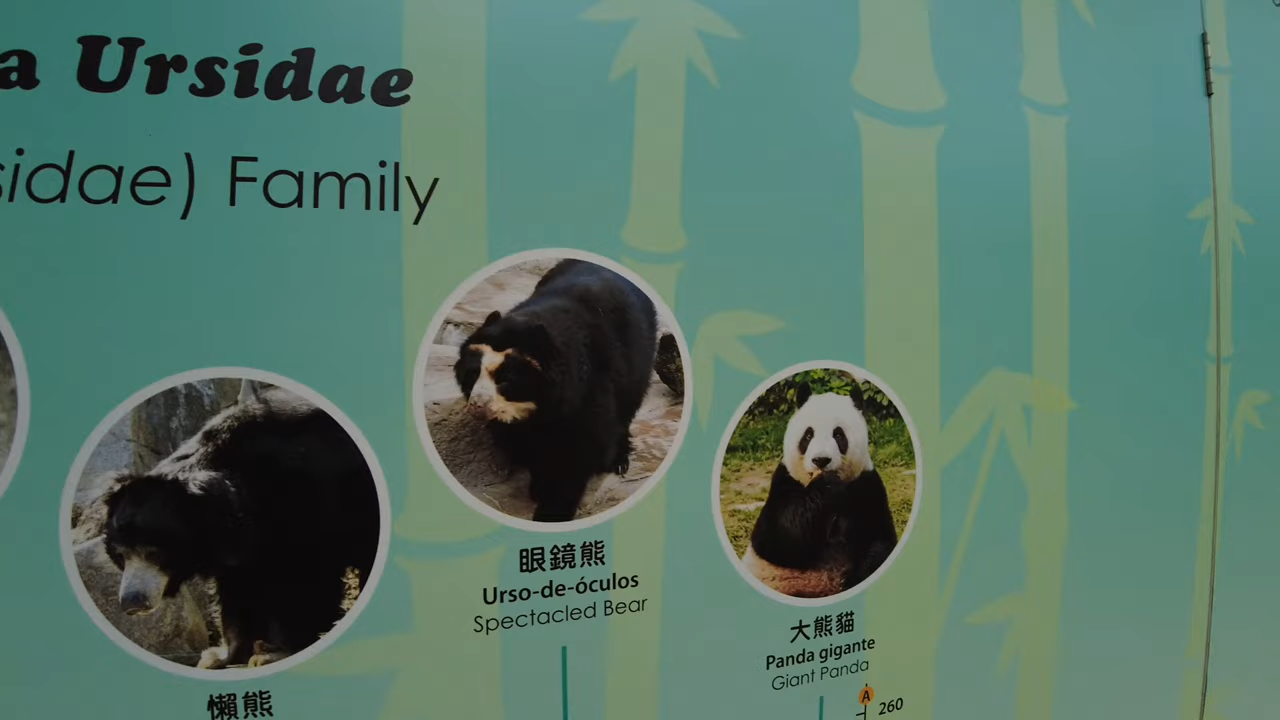 a Ursidae
sidae) Family
懶熊
眼鏡熊
Urso-de-óculos
Spectacled Bear
大熊貓
Panda gigante
Giant Panda
A
260